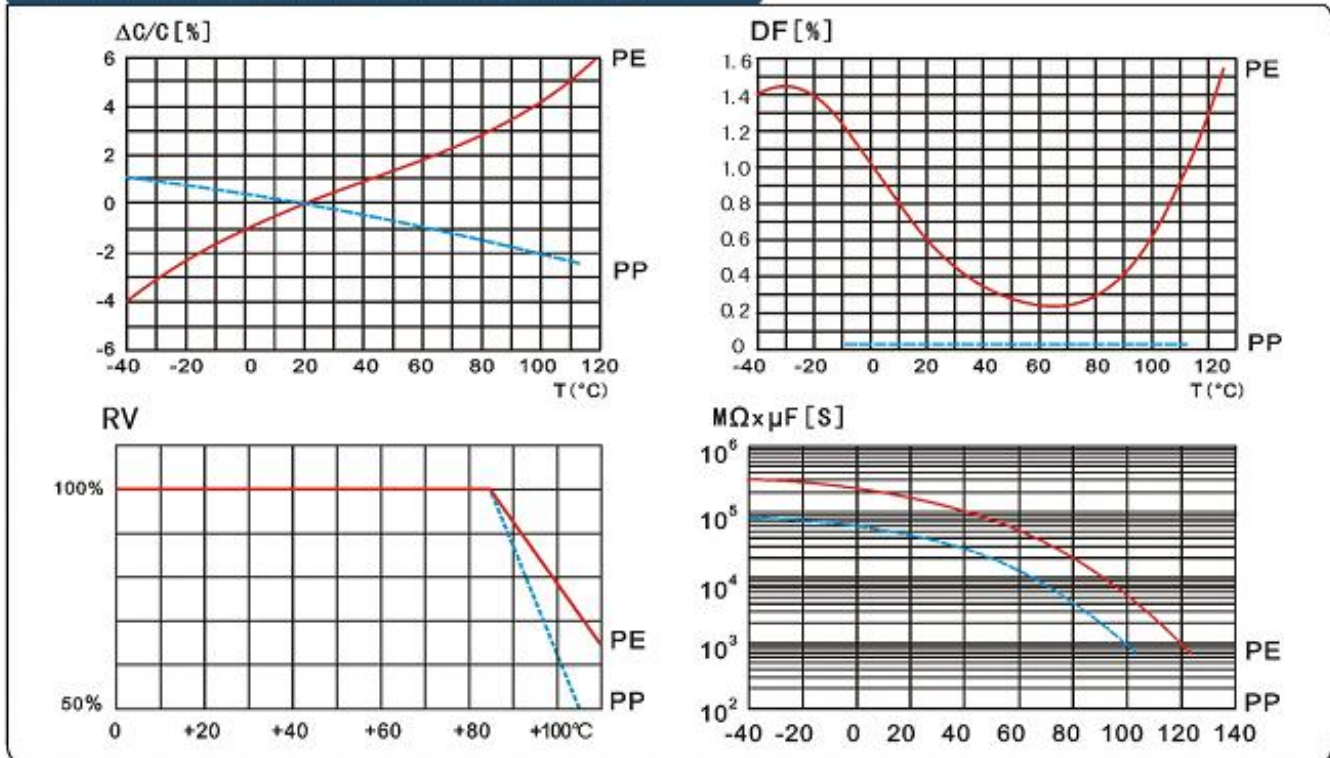 ΔC/C[%]
6
4
2
0
-2
-4
-6
-40 -20 0 20 40 60 80 100 120
T(°C)
PE
PP
DF[%]
1.6
1.4
1.2
1.0
0.8
0.6
0.4
0.2
0
-40 -20 0 20 40 60 80 100 120
T(°C)
PE
PP
RV
100%
50%
0 +20 +40 +60 +80 +100℃
PE
PP
MΩxμF[S]
10⁶
10⁵
10⁴
10³
10²
-40 -20 0 20 40 60 80 100 120 140
PE
PP